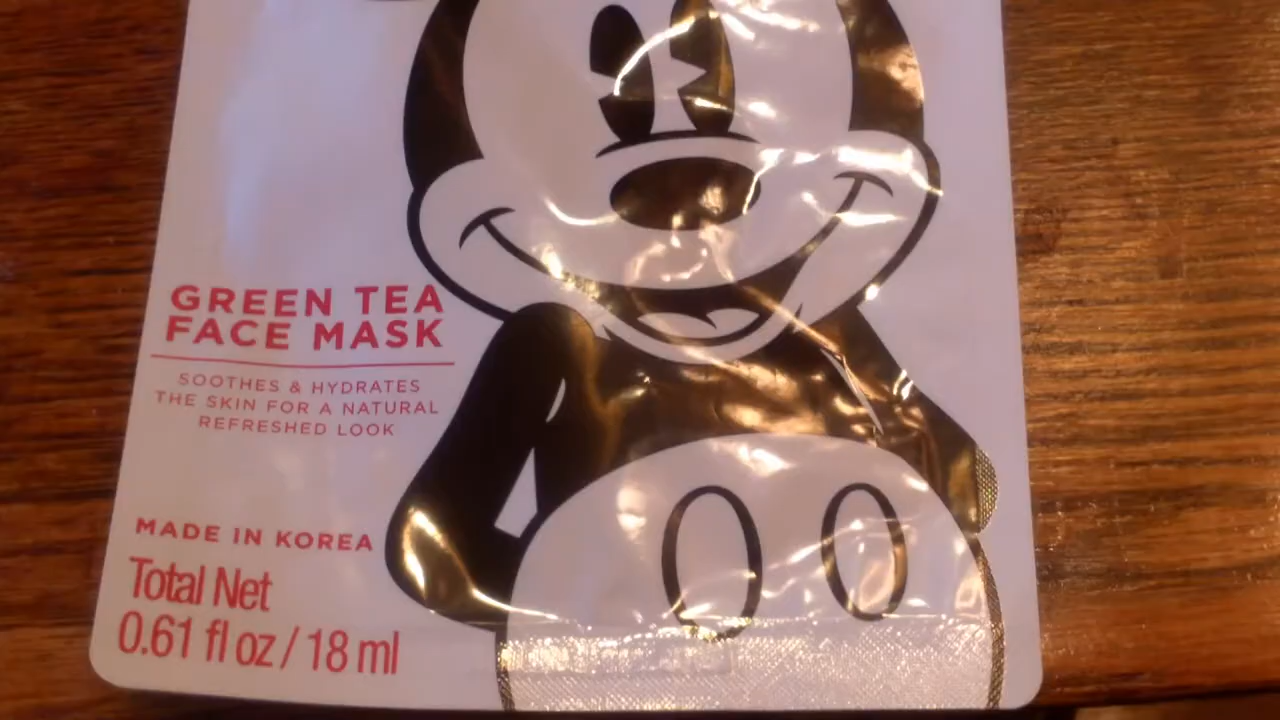 GREEN TEA
FACE MASK
SOOTHES & HYDRATES
THE SKIN FOR A NATURAL
REFRESHED LOOK
MADE IN KOREA
Total Net
0.61 fl oz / 18 ml